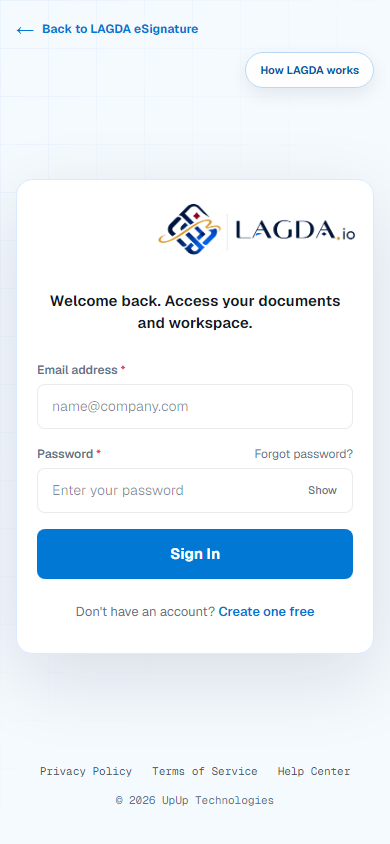 ← Back to LAGDA eSignature
How LAGDA works
LAGDA.io
Welcome back. Access your documents
and workspace.
Email address *
name@company.com
Password * Forgot password?
Enter your password Show
Sign In
Don't have an account? Create one free
Privacy Policy Terms of Service Help Center
© 2026 UpUp Technologies